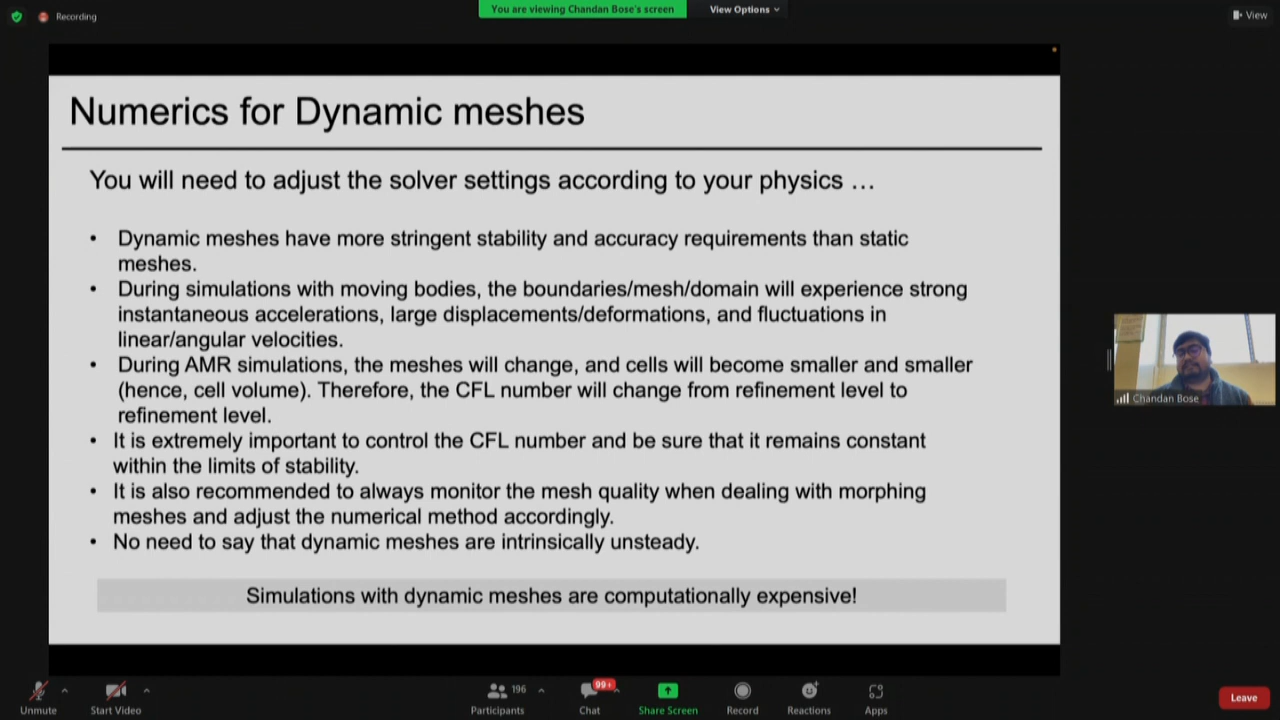 Recording
You are viewing Chandan Bose's screen
View Options
View
Numerics for Dynamic meshes
You will need to adjust the solver settings according to your physics …
• Dynamic meshes have more stringent stability and accuracy requirements than static
meshes.
• During simulations with moving bodies, the boundaries/mesh/domain will experience strong
instantaneous accelerations, large displacements/deformations, and fluctuations in
linear/angular velocities.
• During AMR simulations, the meshes will change, and cells will become smaller and smaller
(hence, cell volume). Therefore, the CFL number will change from refinement level to
refinement level.
• It is extremely important to control the CFL number and be sure that it remains constant
within the limits of stability.
• It is also recommended to always monitor the mesh quality when dealing with morphing
meshes and adjust the numerical method accordingly.
• No need to say that dynamic meshes are intrinsically unsteady.
Simulations with dynamic meshes are computationally expensive!
Chandan Bose
Unmute
Start Video
196
Participants
99+
Chat
Share Screen
Record
Reactions
Apps
Leave